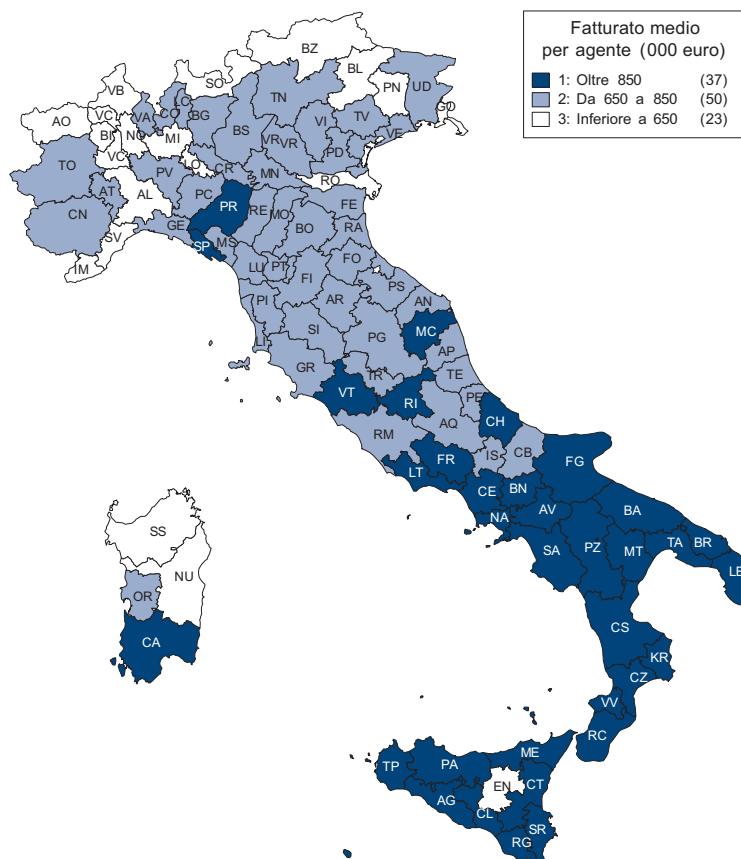 Fatturato medio
per agente (000 euro)
1: Oltre 850 (37)
2: Da 650 a 850 (50)
3: Inferiore a 650 (23)
BZ
BL
SO
VB
TN
PN
UD
LC
CO
VC
VA
BG
TV
GO
AO
NO
BS
VI
BI
MI
VR
VR
PD
VE
VC
LO
TO
PV
CR
MN
RO
AT
AL
PC
PR
RE
MO
FE
CN
GE
BO
RA
SV
SP
MS
FO
IM
LU
PT
FI
PS
PI
AR
AN
SI
MC
LI
PG
AP
GR
TR
TE
VT
RI
PE
AQ
CH
RM
IS
CB
FR
FG
LT
CE
BN
NA
AV
BA
SS
SA
PZ
MT
TA
BR
NU
LE
OR
CA
CS
KR
CZ
VV
RC
ME
TP
PA
EN
CT
AG
CL
SR
RG